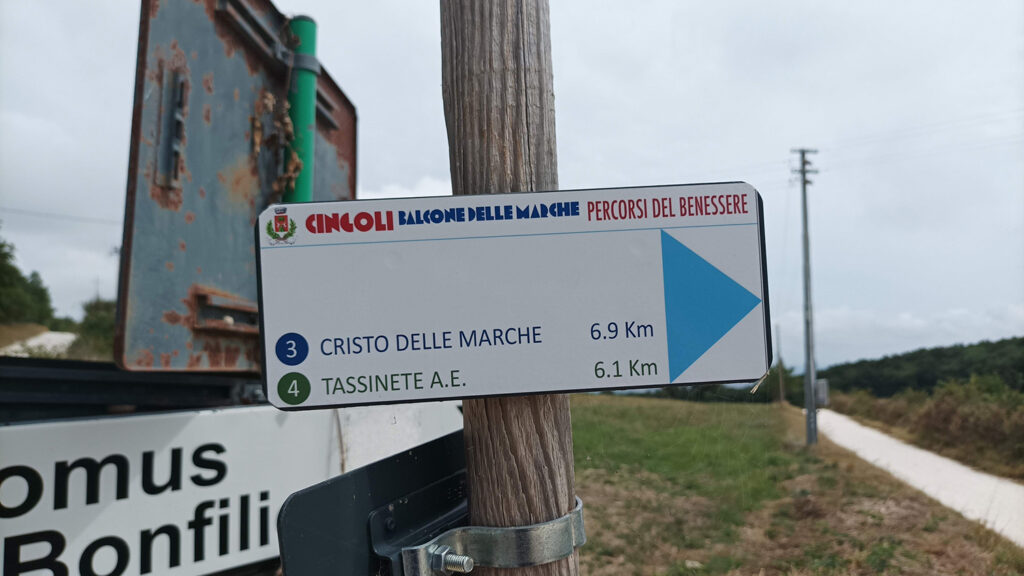 CINGOLI BALCONE DELLE MARCHE PERCORSI DEL BENESSERE
3 CRISTO DELLE MARCHE 6.9 Km
4 TASSINETE A.E. 6.1 Km
omus
Bonfili